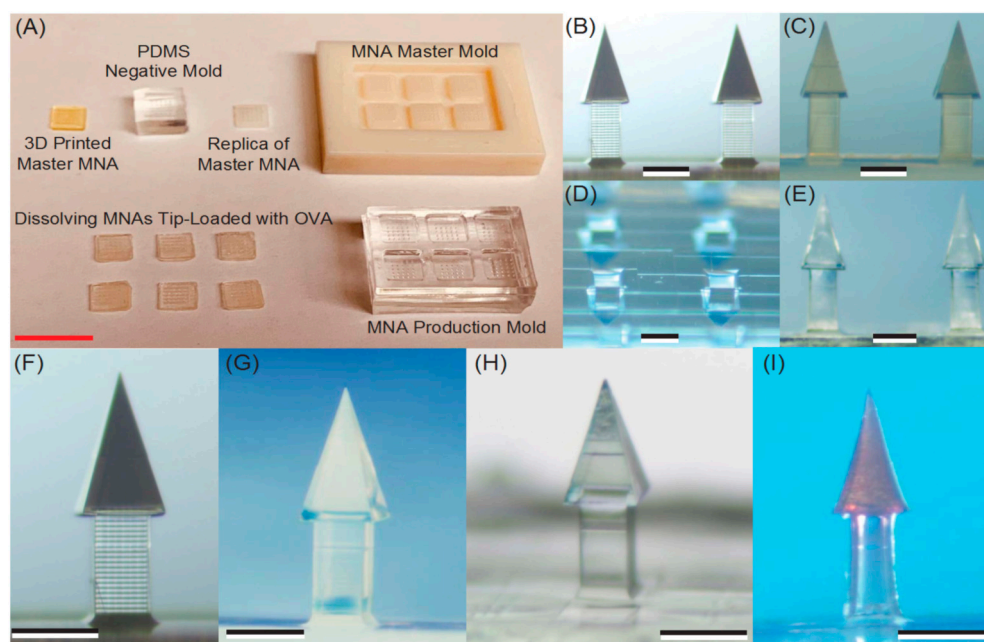 (A)
PDMS
Negative Mold
MNA Master Mold
3D Printed
Master MNA
Replica of
Master MNA
Dissolving MNAs Tip-Loaded with OVA
MNA Production Mold
(B)
(C)
(D)
(E)
(F)
(G)
(H)
(I)